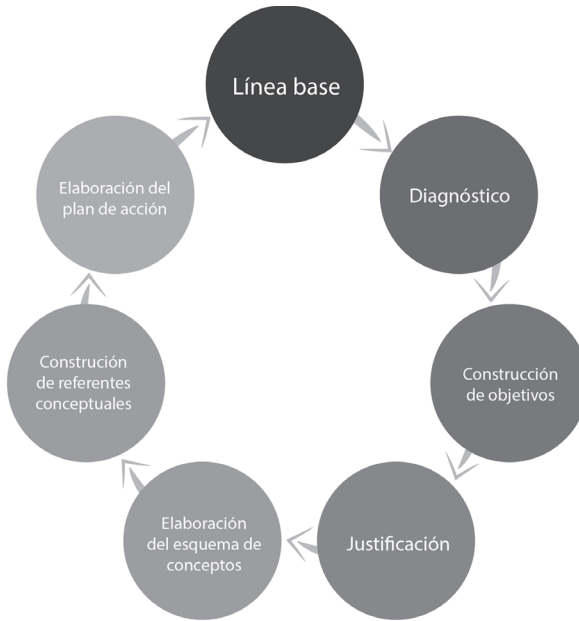 Línea base
Diagnóstico
Construcción
de objetivos
Justificación
Elaboración
del esquema de
conceptos
Construción
de referentes
conceptuales
Elaboración del
plan de acción